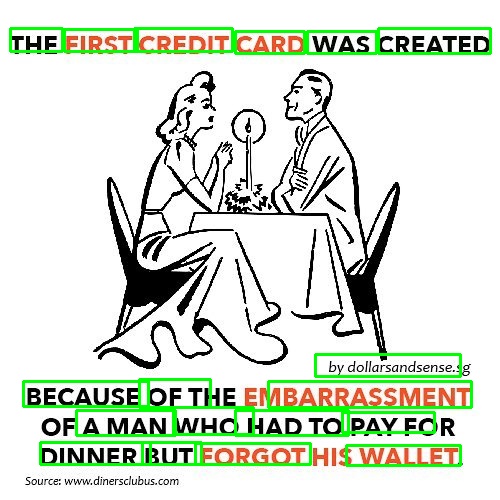 THE FIRST CREDIT CARD WAS CREATED
by dollarsandsense.sg
BECAUSE OF THE EMBARRASSMENT
OF A MAN WHO HAD TO PAY FOR
DINNER BUT FORGOT HIS WALLET.
Source: www.dinersclubus.com